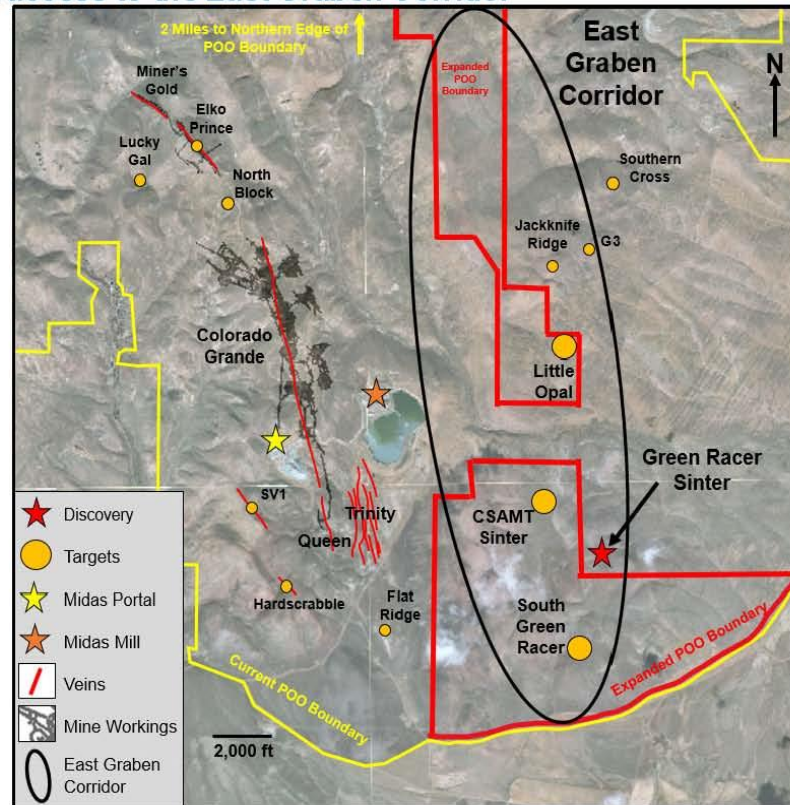 2 Miles to Northern Edge of
POO Boundary
East
Graben
Corridor
N
Expanded POO
Boundary
Miner's
Gold
Elko
Prince
Lucky
Gal
North
Block
Southern
Cross
Jackknife
Ridge
G3
Colorado
Grande
Little
Opal
Green Racer
Sinter
SV1
Trinity
Queen
CSAMT
Sinter
Hardscrabble
Flat
Ridge
South
Green
Racer
Current POO Boundary
Expanded POO Boundary
2,000 ft
Discovery
Targets
Midas Portal
Midas Mill
Veins
Mine Workings
East Graben
Corridor